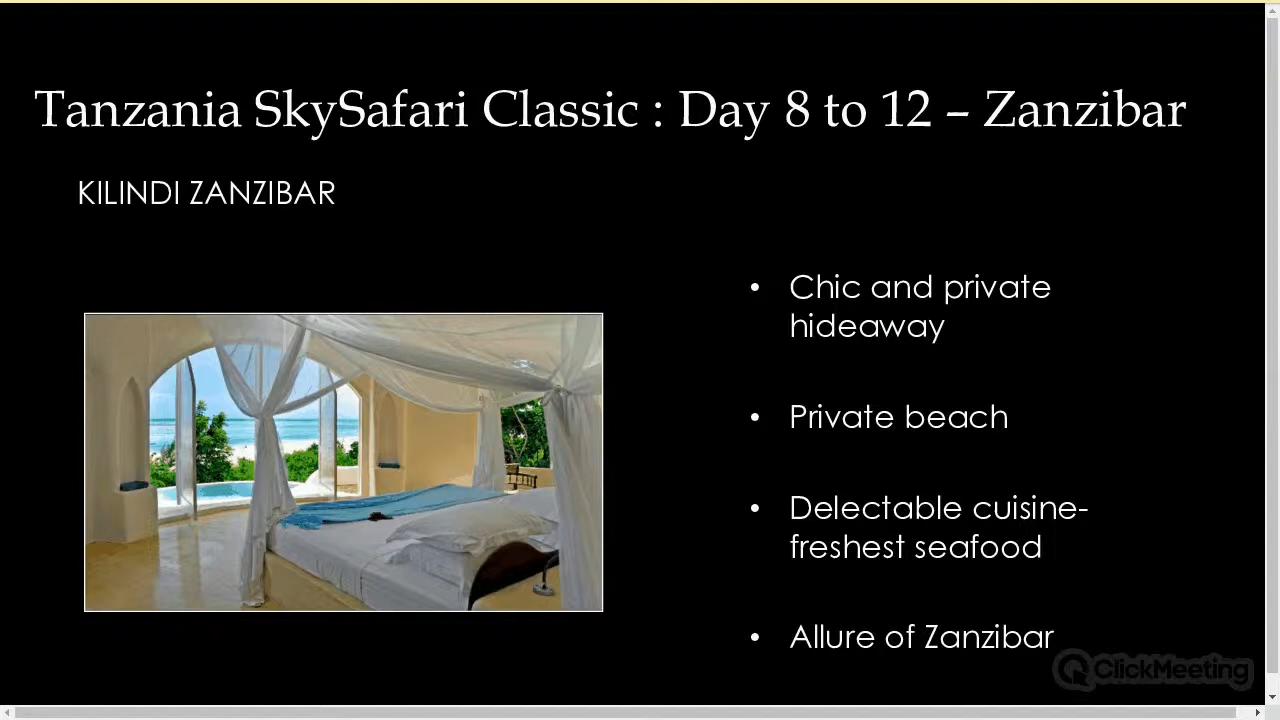 Tanzania SkySafari Classic : Day 8 to 12 – Zanzibar
KILINDI ZANZIBAR
• Chic and private
hideaway
• Private beach
• Delectable cuisine-
freshest seafood
• Allure of Zanzibar
ClickMeeting